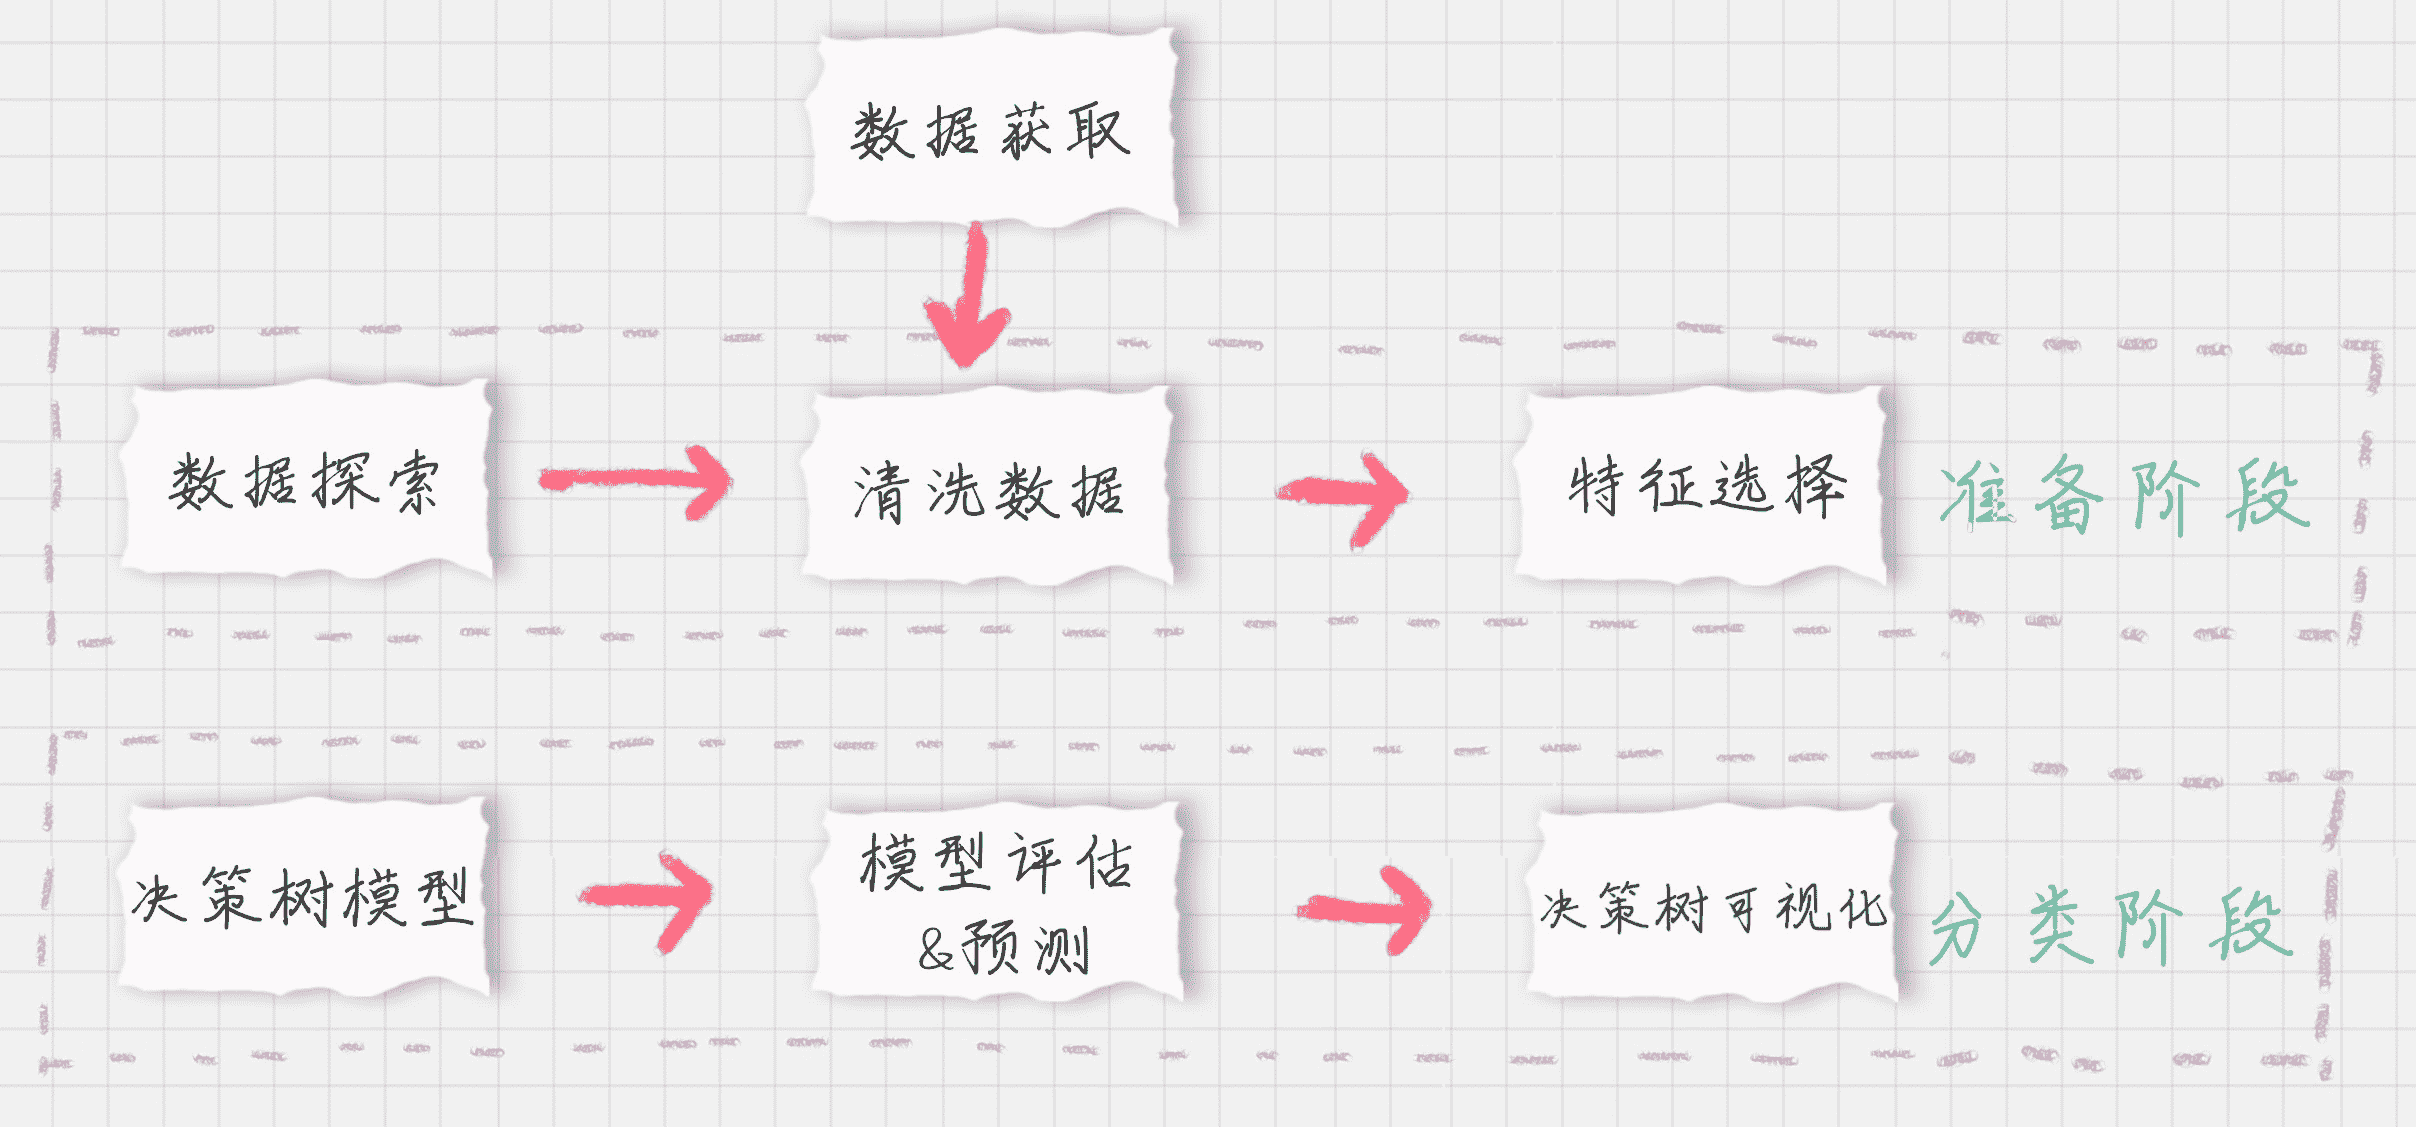 数据获取
数据探索
清洗数据
特征选择
准备阶段
决策树模型
模型评估
&预测
决策树可视化
分类阶段